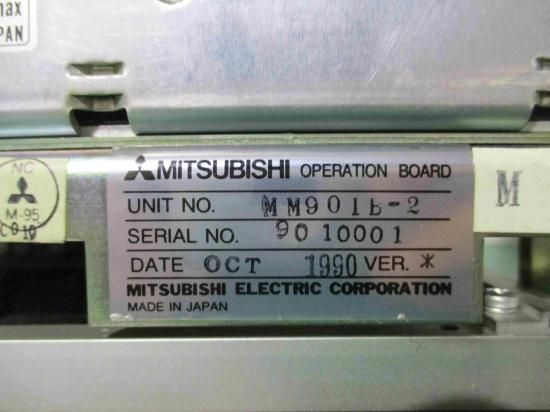 max
PAN
NC
M-95
MITSUBISHI OPERATION BOARD
UNIT NO. MM901b-2
SERIAL NO. 9010001
DATE OCT 1990 VER. *
MITSUBISHI ELECTRIC CORPORATION
MADE IN JAPAN
M